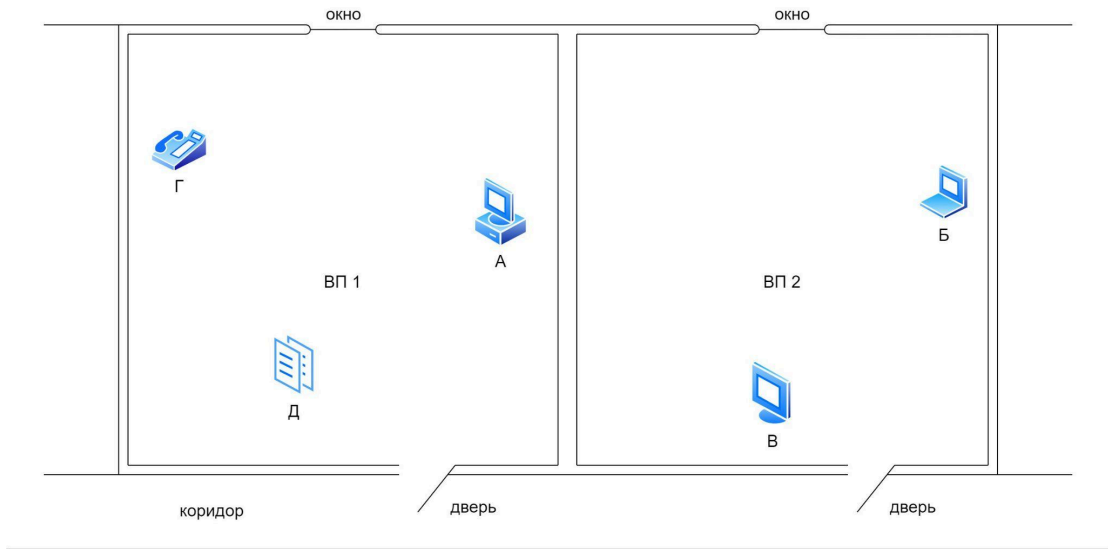 окно
окно
Г
А
Б
ВП 1
ВП 2
Д
В
коридор
дверь
дверь